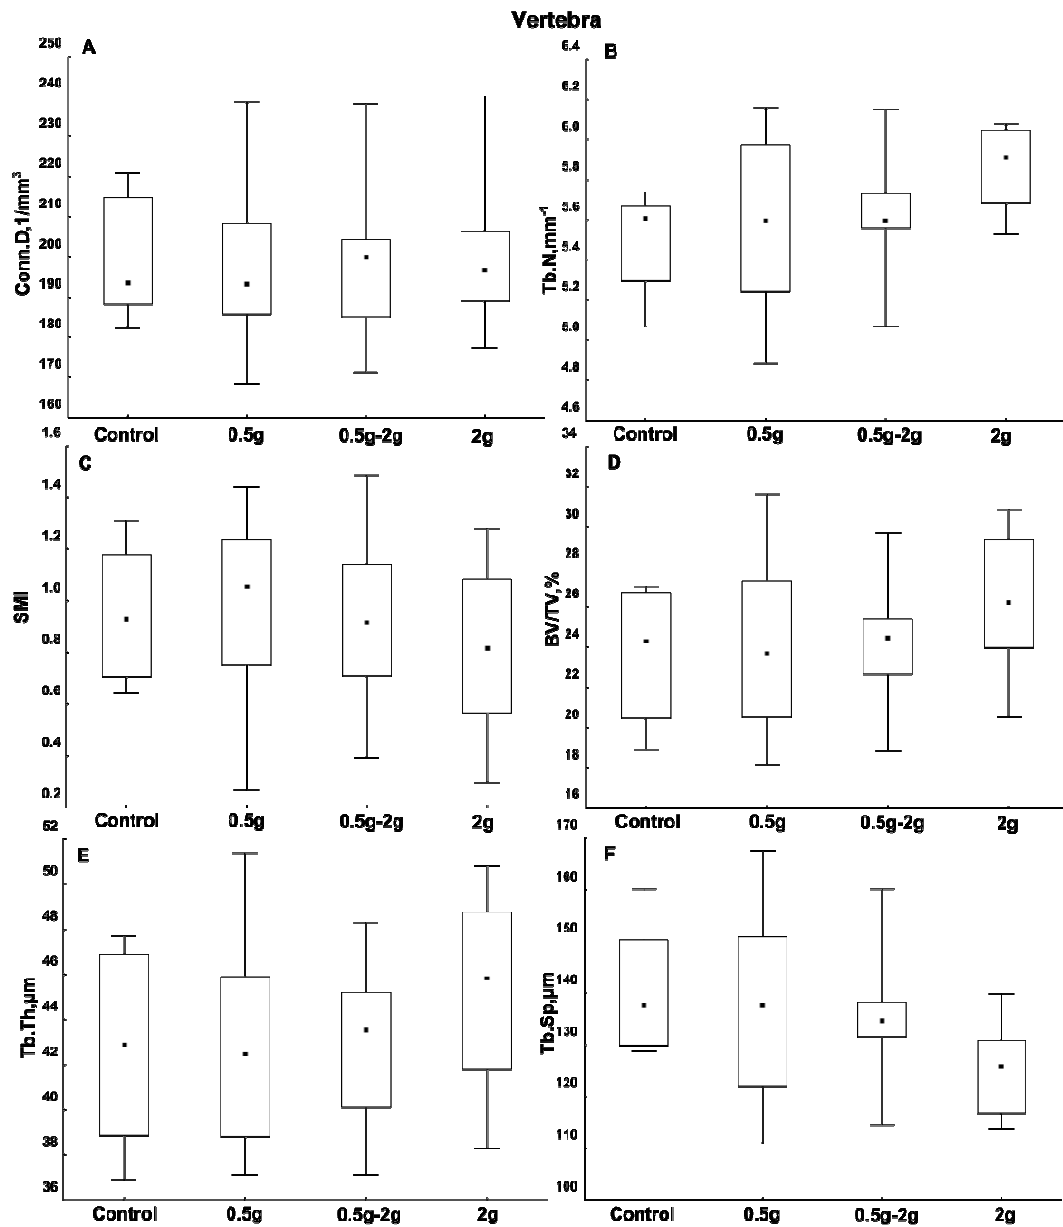 Vertebra
A
250
240
230
220
210
200
190
180
170
160
Conn.D,1/mm³
Control 0.5g 0.5g-2g 2g
B
6.4
6.2
6.0
5.8
5.6
5.4
5.2
5.0
4.8
4.6
Tb.N,mm⁻¹
Control 0.5g 0.5g-2g 2g
C
1.6
1.4
1.2
1.0
0.8
0.6
0.4
0.2
SMI
Control 0.5g 0.5g-2g 2g
D
34
32
30
28
26
24
22
20
18
16
BV/TV,%
Control 0.5g 0.5g-2g 2g
E
52
50
48
46
44
42
40
38
36
Tb.Th,μm
Control 0.5g 0.5g-2g 2g
F
170
160
150
140
130
120
110
100
Tb.Sp,μm
Control 0.5g 0.5g-2g 2g